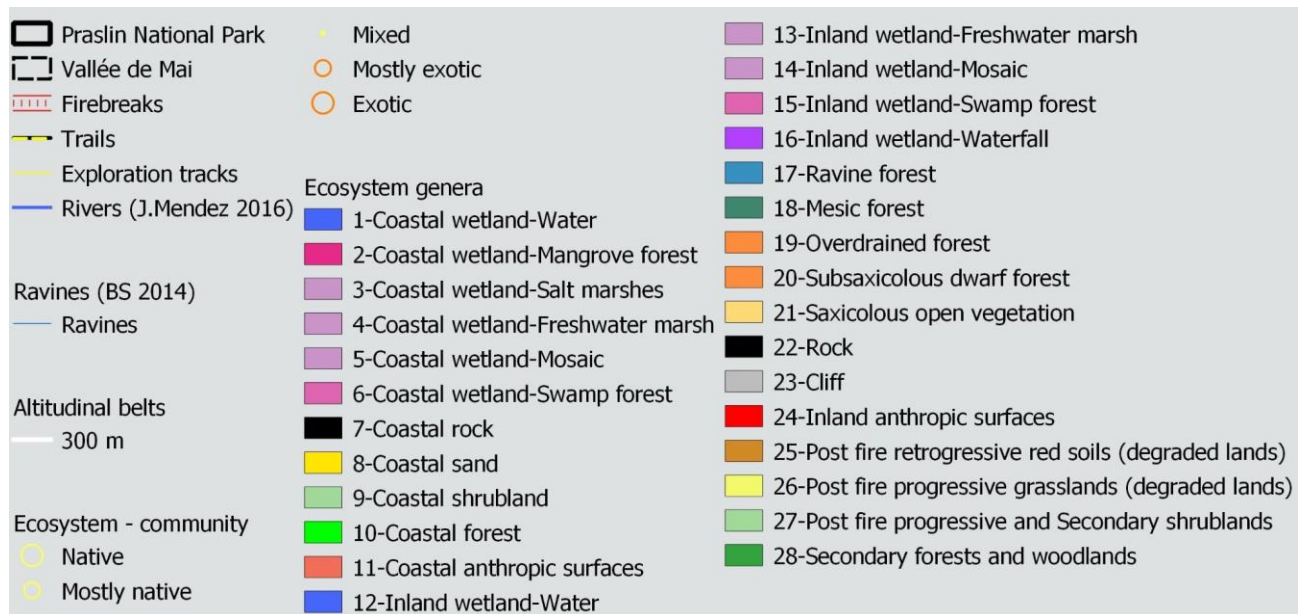 Praslin National Park
Vallée de Mai
Firebreaks
Trails
Exploration tracks
Rivers (J.Mendez 2016)
Ravines (BS 2014)
Ravines
Altitudinal belts
300 m
Ecosystem - community
Native
Mostly native
Mixed
Mostly exotic
Exotic
Ecosystem genera
1-Coastal wetland-Water
2-Coastal wetland-Mangrove forest
3-Coastal wetland-Salt marshes
4-Coastal wetland-Freshwater marsh
5-Coastal wetland-Mosaic
6-Coastal wetland-Swamp forest
7-Coastal rock
8-Coastal sand
9-Coastal shrubland
10-Coastal forest
11-Coastal anthropic surfaces
12-Inland wetland-Water
13-Inland wetland-Freshwater marsh
14-Inland wetland-Mosaic
15-Inland wetland-Swamp forest
16-Inland wetland-Waterfall
17-Ravine forest
18-Mesic forest
19-Overdrained forest
20-Subsaxicolous dwarf forest
21-Saxicolous open vegetation
22-Rock
23-Cliff
24-Inland anthropic surfaces
25-Post fire retrogressive red soils (degraded lands)
26-Post fire progressive grasslands (degraded lands)
27-Post fire progressive and Secondary shrublands
28-Secondary forests and woodlands